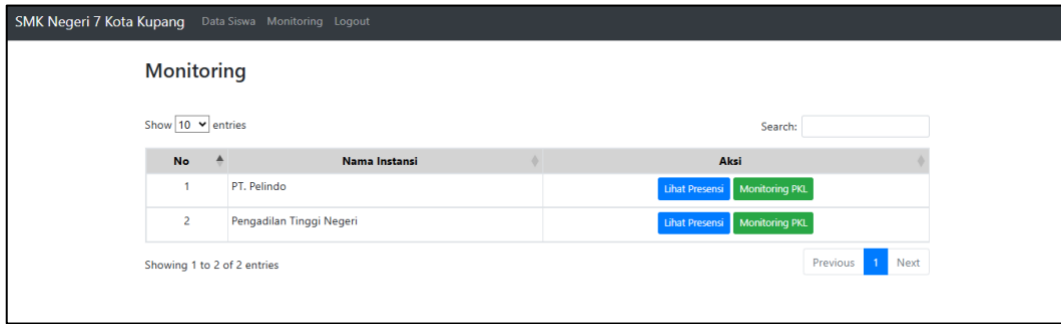 SMK Negeri 7 Kota Kupang Data Siswa Monitoring Logout
Monitoring
Show 10 entries Search:
No Nama Instansi Aksi
1 PT. Pelindo Lihat Presensi Monitoring PKL
2 Pengadilan Tinggi Negeri Lihat Presensi Monitoring PKL
Showing 1 to 2 of 2 entries Previous 1 Next